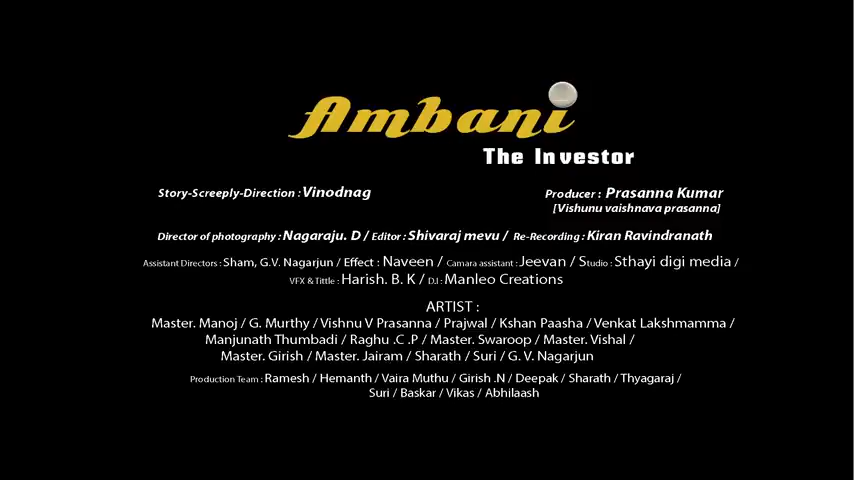 Ambani
The Investor
Story-Screeply-Direction : Vinodnag
Producer : Prasanna Kumar
[Vishunu vaishnava prasanna]
Director of photography : Nagaraju. D / Editor : Shivaraj mevu / Re-Recording : Kiran Ravindranath
Assistant Directors : Sham, G.V. Nagarjun / Effect : Naveen / Camara assistant : Jeevan / Studio : Sthayi digi media /
VFX & Tittle : Harish. B. K / D.I : Manleo Creations
ARTIST :
Master. Manoj / G. Murthy / Vishnu V Prasanna / Prajwal / Kshan Paasha / Venkat Lakshmamma /
Manjunath Thumbadi / Raghu .C .P / Master. Swaroop / Master. Vishal /
Master. Girish / Master. Jairam / Sharath / Suri / G. V. Nagarjun
Production Team : Ramesh / Hemanth / Vaira Muthu / Girish .N / Deepak / Sharath / Thyagaraj /
Suri / Baskar / Vikas / Abhilaash